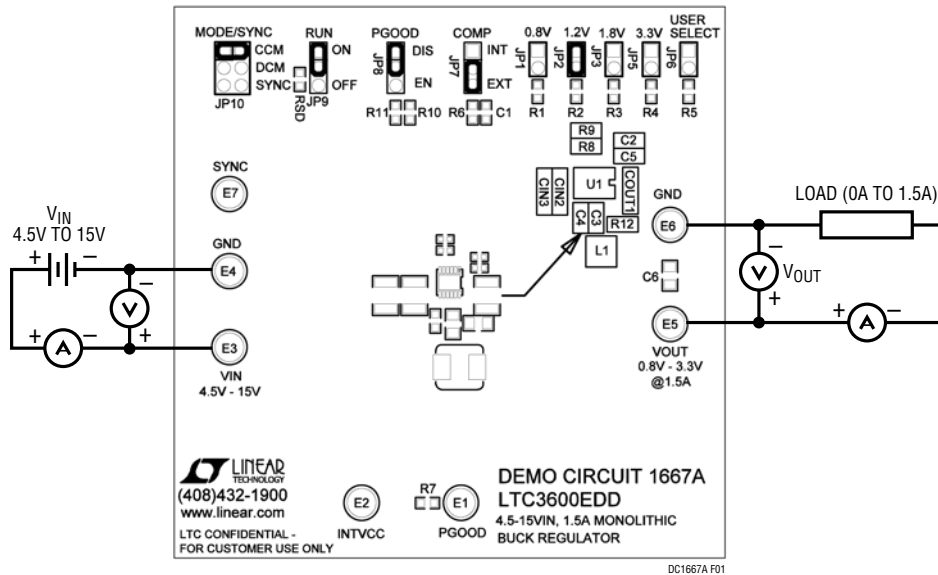 MODE/SYNC RUN PGOOD COMP 0.8V 1.2V 1.8V 3.3V USER SELECT
CCM ON DIS INT JP1 JP2 JP3 JP5 JP6
DCM JP8 JP7
SYNC OFF EN EXT
JP10 RSD JP9
R11 R10 R6 C1 R1 R2 R3 R4 R5
R9 C2
R8 C5
SYNC
E7
CIN3 CIN2 U1 COUT1
GND
E6
LOAD (0A TO 1.5A)
VIN
4.5V TO 15V
GND
E4
C4 C3 R12
L1
+ – – V +
C6
– V + VOUT
+ A –
E3
E5
+ A –
VIN
4.5V - 15V
VOUT
0.8V - 3.3V
@1.5A
LINEAR
TECHNOLOGY
(408)432-1900
www.linear.com
LTC CONFIDENTIAL -
FOR CUSTOMER USE ONLY
E2
INTVCC
R7
E1
PGOOD
DEMO CIRCUIT 1667A
LTC3600EDD
4.5-15VIN, 1.5A MONOLITHIC
BUCK REGULATOR
DC1667A F01